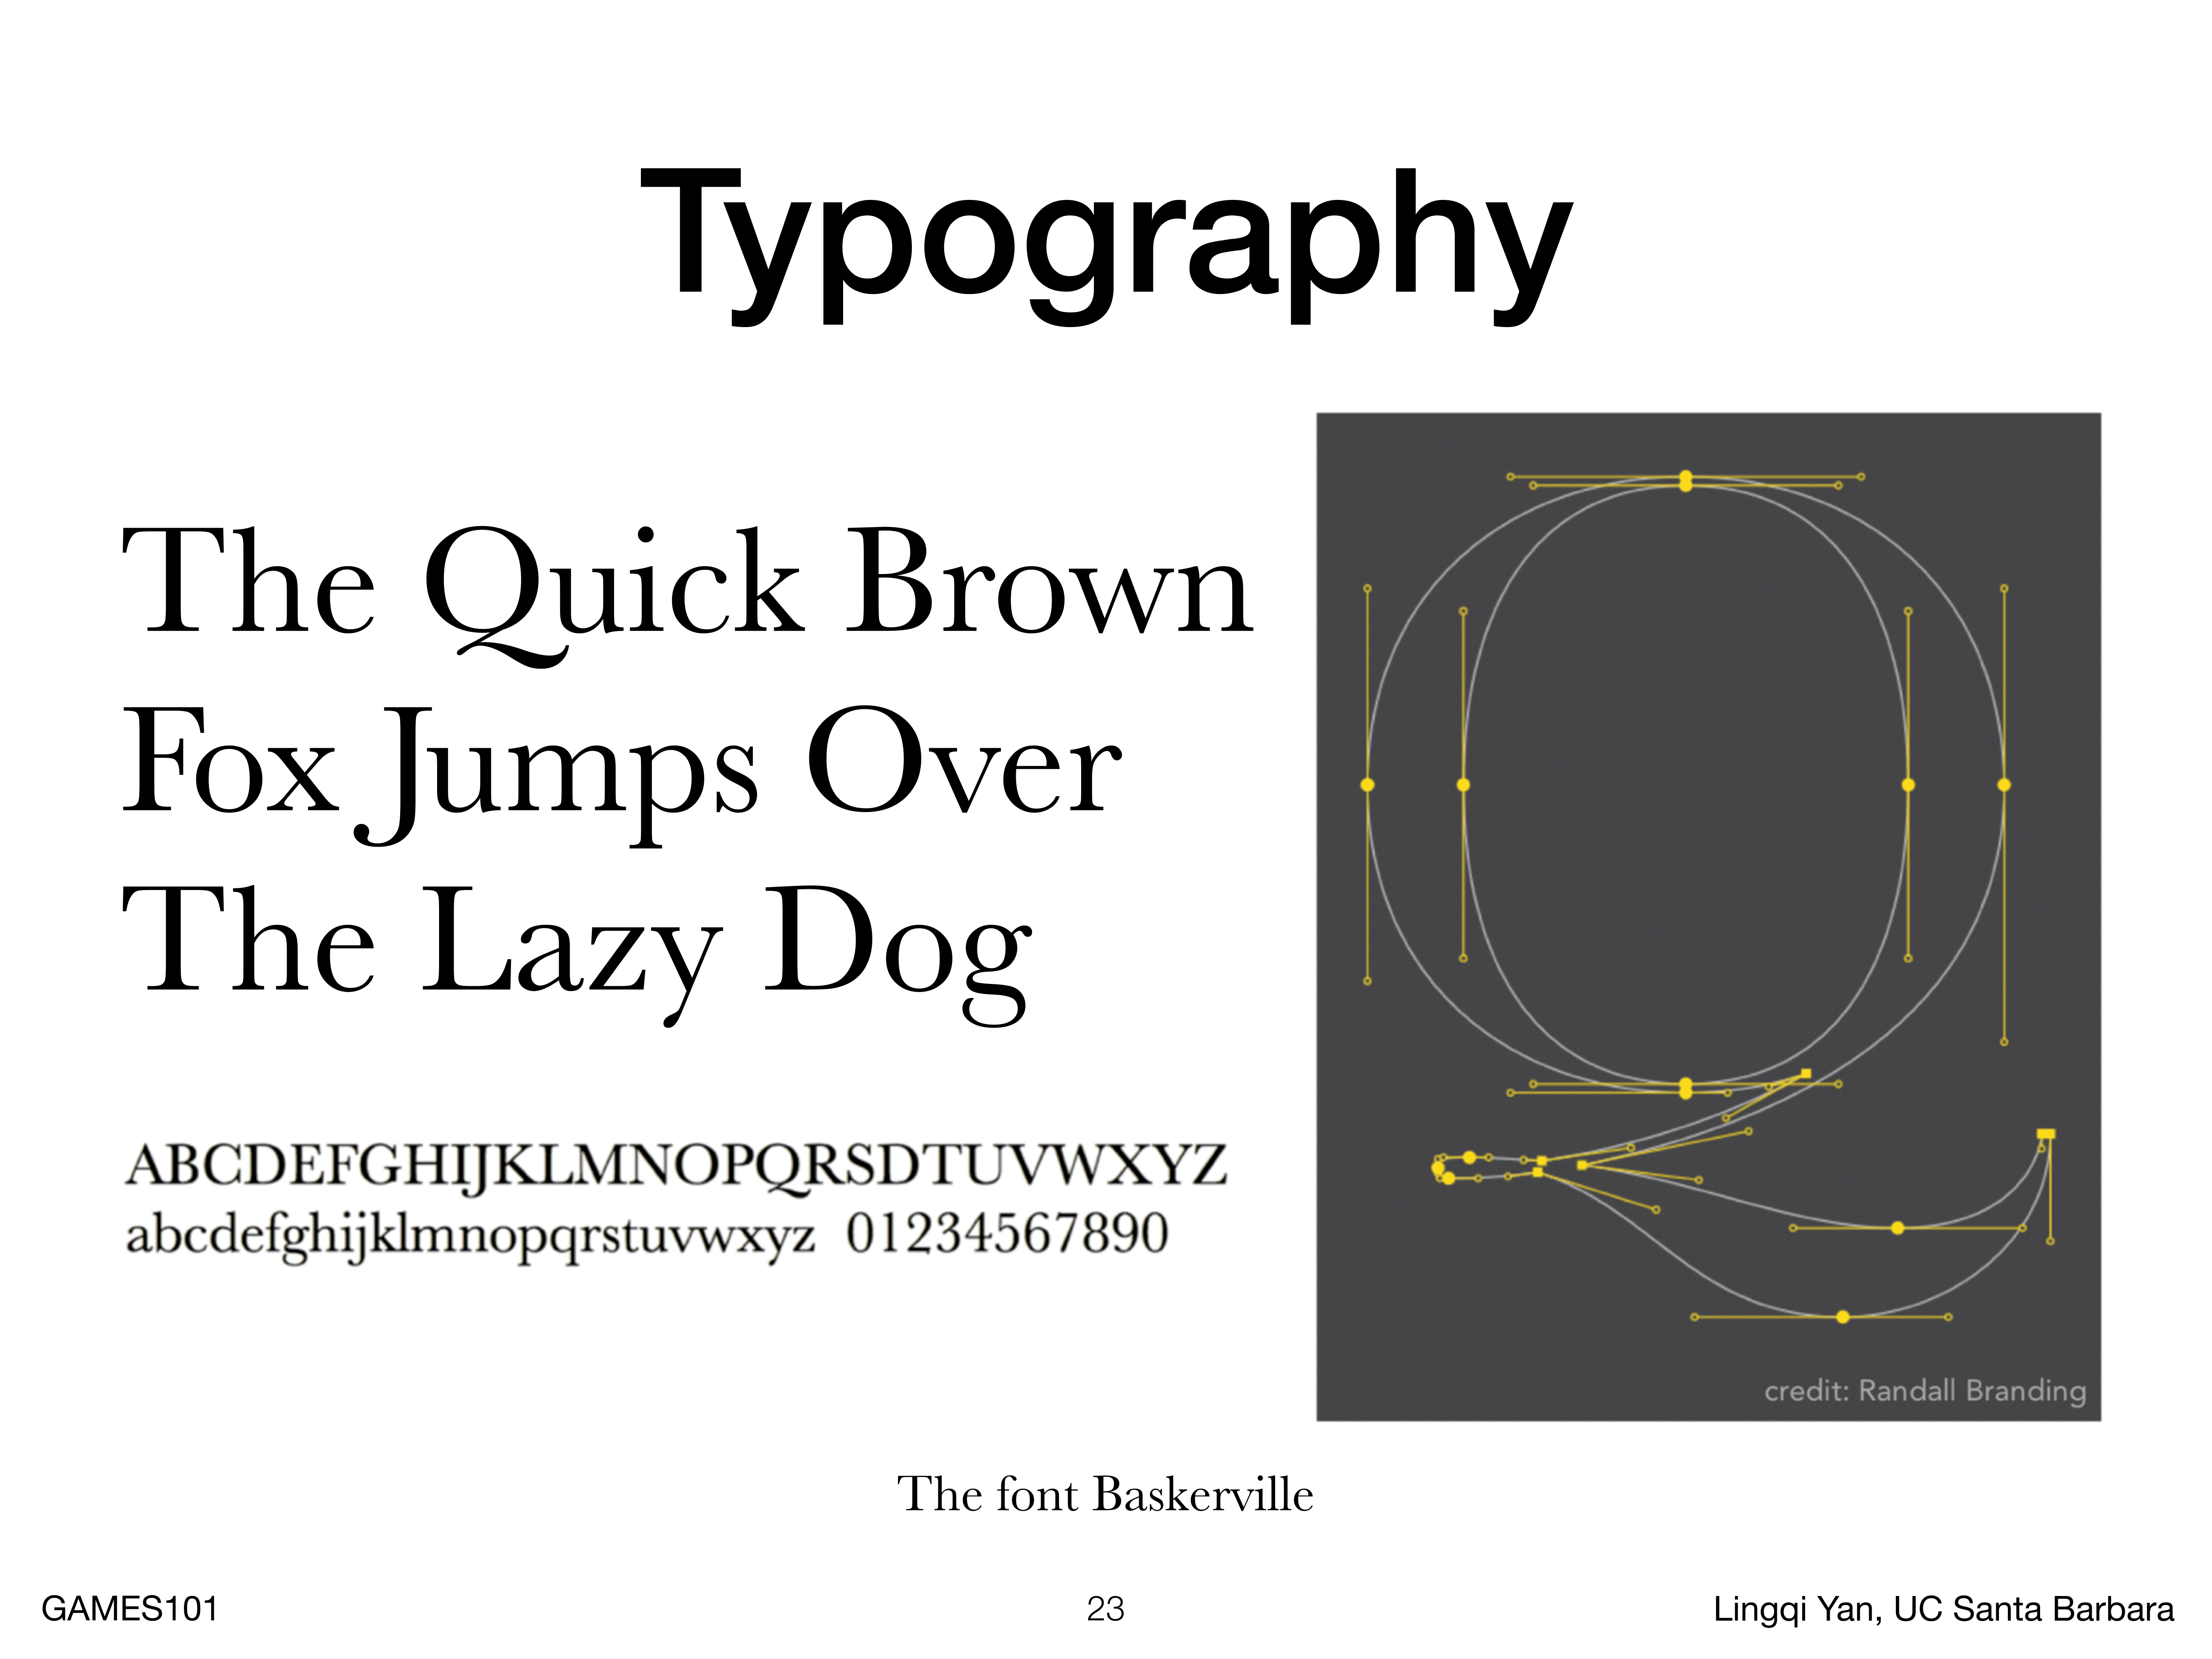 Typography
The Quick Brown
Fox Jumps Over
The Lazy Dog
ABCDEFGHIJKLMNOPQRSDTUVWXYZ
abcdefghijklmnopqrstuvwxyz 01234567890
Q
credit: Randall Branding
The font Baskerville
GAMES101
23
Lingqi Yan, UC Santa Barbara